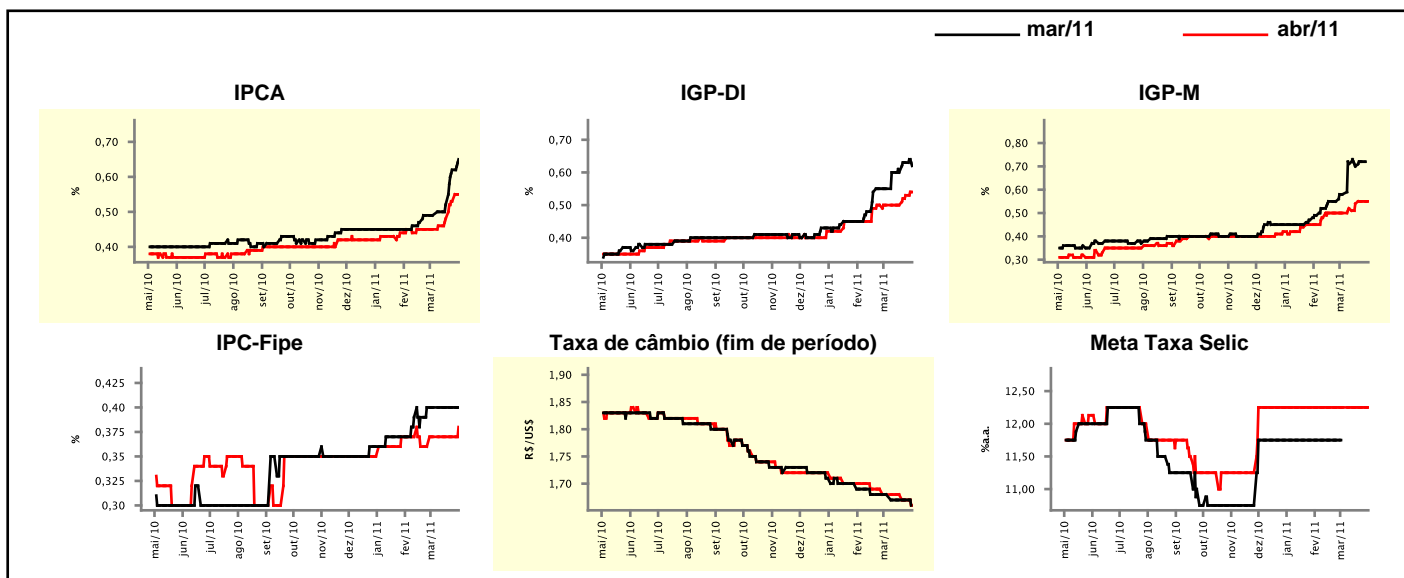 mar/11 abr/11
IPCA
0,70
0,60
0,50
0,40
%
mai/10 jun/10 jul/10 ago/10 set/10 out/10 nov/10 dez/10 jan/11 fev/11 mar/11
IGP-DI
0,70
0,60
0,50
0,40
%
mai/10 jun/10 jul/10 ago/10 set/10 out/10 nov/10 dez/10 jan/11 fev/11 mar/11
IGP-M
0,80
0,70
0,60
0,50
0,40
0,30
%
mai/10 jun/10 jul/10 ago/10 set/10 out/10 nov/10 dez/10 jan/11 fev/11 mar/11
IPC-Fipe
0,425
0,40
0,375
0,35
0,325
0,30
%
mai/10 jun/10 jul/10 ago/10 set/10 out/10 nov/10 dez/10 jan/11 fev/11 mar/11
Taxa de câmbio (fim de período)
1,90
1,85
1,80
1,75
1,70
R$/US$
mai/10 jun/10 jul/10 ago/10 set/10 out/10 nov/10 dez/10 jan/11 fev/11 mar/11
Meta Taxa Selic
12,50
12,00
11,50
11,00
%a.a.
mai/10 jun/10 jul/10 ago/10 set/10 out/10 nov/10 dez/10 jan/11 fev/11 mar/11